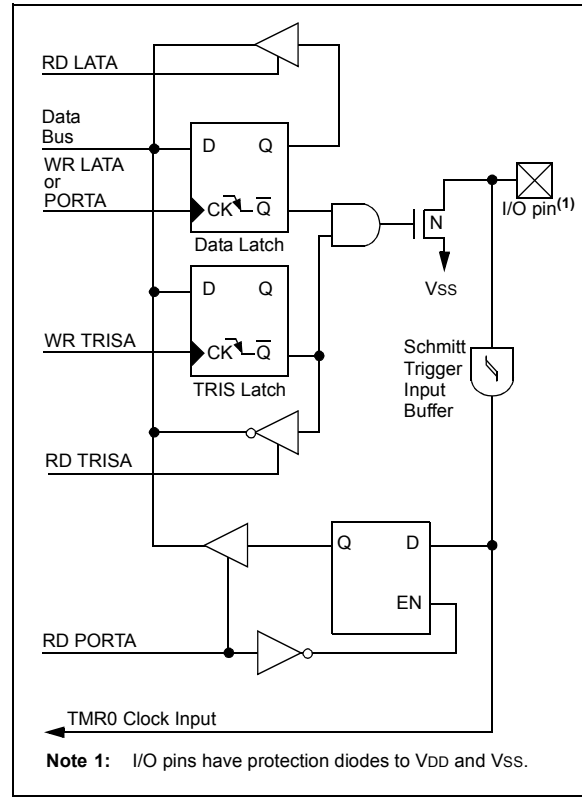 RD LATA
Data
Bus
D Q
WR LATA
or
PORTA
CK Q
Data Latch
N
I/O pin(1)
VSS
D Q
WR TRISA
CK Q
TRIS Latch
Schmitt
Trigger
Input
Buffer
RD TRISA
Q D
EN
RD PORTA
TMR0 Clock Input
Note 1: I/O pins have protection diodes to VDD and VSS.